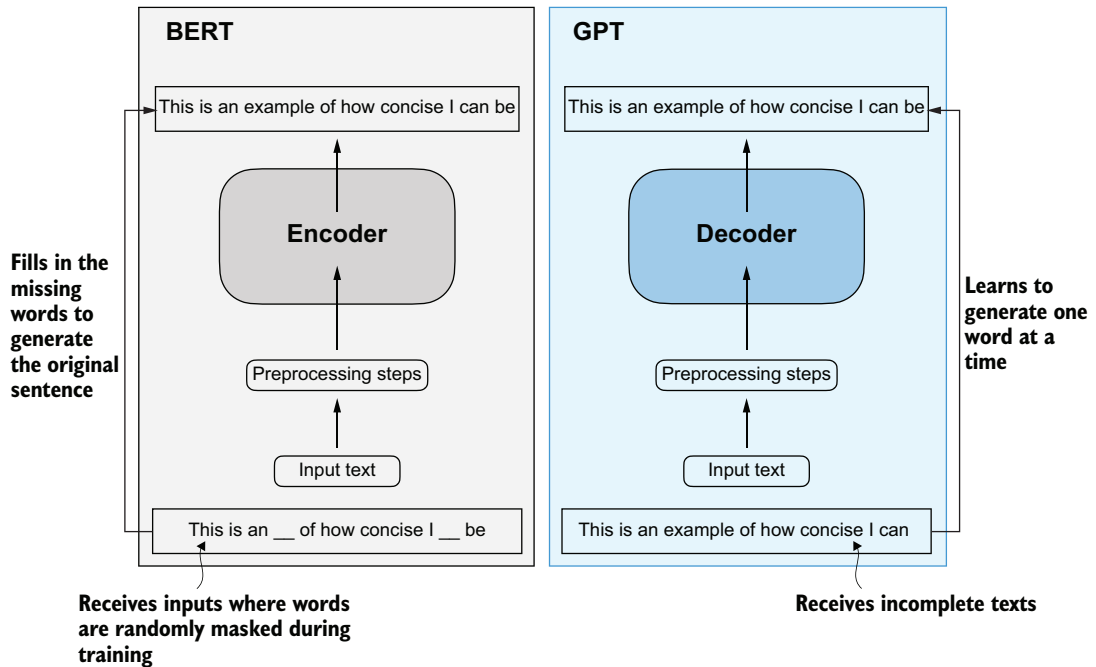 BERT
This is an example of how concise I can be
Encoder
Preprocessing steps
Input text
This is an __ of how concise I __ be
Fills in the
missing
words to
generate
the original
sentence
Receives inputs where words
are randomly masked during
training
GPT
This is an example of how concise I can be
Decoder
Preprocessing steps
Input text
This is an example of how concise I can
Learns to
generate one
word at a
time
Receives incomplete texts